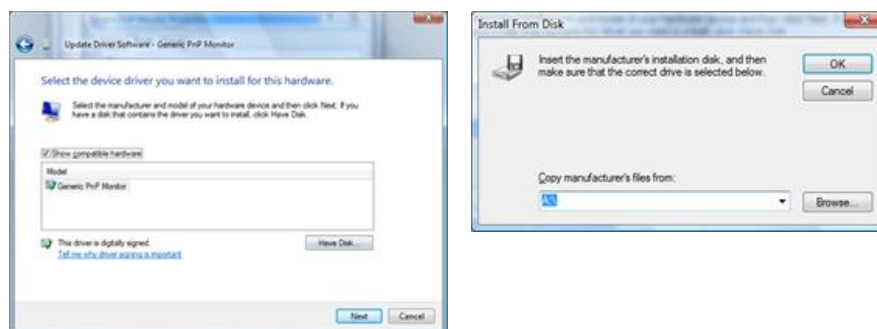 Update Driver Software - Generic PnP Monitor
Select the device driver you want to install for this hardware.
Select the manufacturer and model of your hardware device and then click Next. If you
have a disk that contains the driver you want to install, click Have Disk.
Show compatible hardware
Model
Generic PnP Monitor
This driver is digitally signed.
Tell me why driver signing is important
Have Disk...
Next
Cancel
Install From Disk
Insert the manufacturer's installation disk, and then
make sure that the correct drive is selected below.
OK
Cancel
Copy manufacturer's files from:
A:\
Browse...